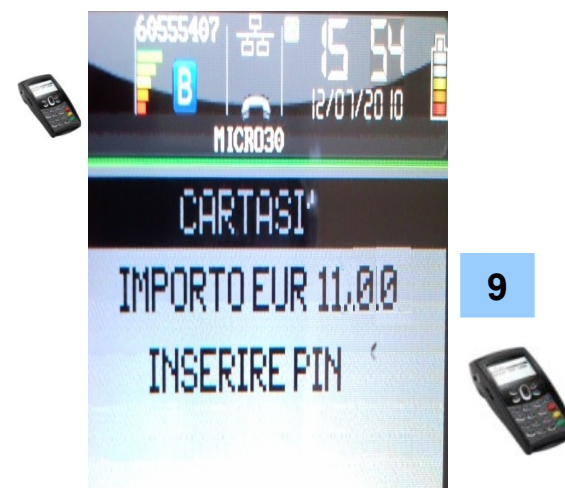 60555407
B
15 54
12/07/2010
MICRO30
CARTASI'
IMPORTO EUR 11,00
INSERIRE PIN
9